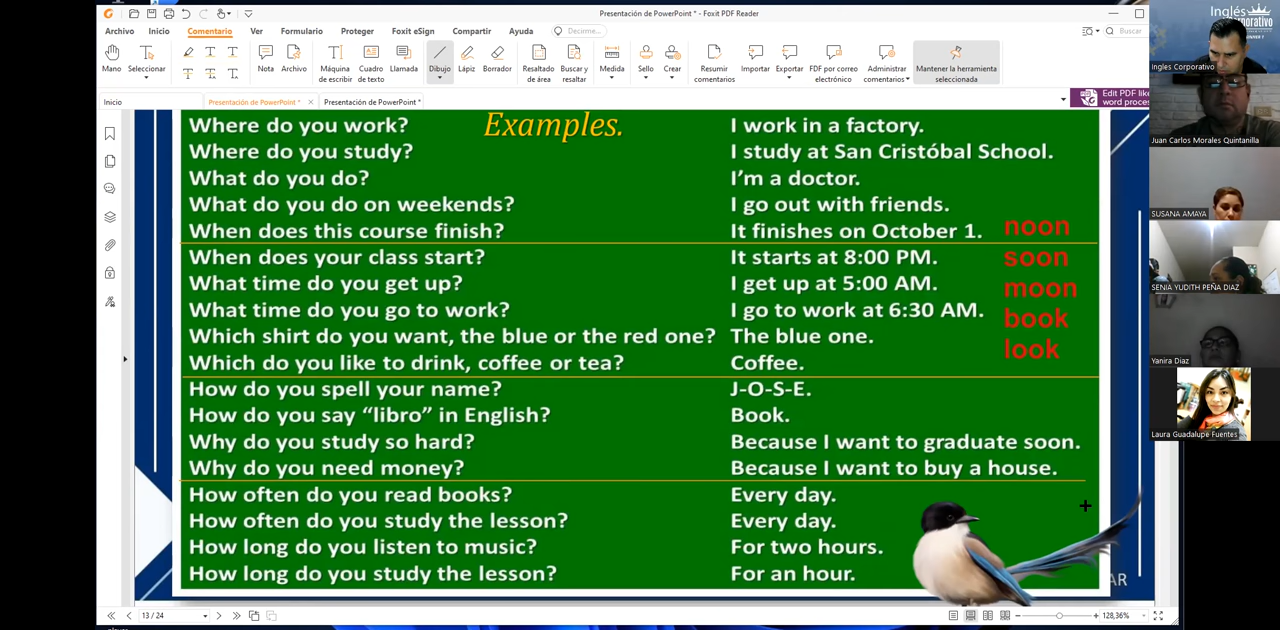 Presentación de PowerPoint * - Foxit PDF Reader
Archivo Inicio Comentario Ver Formulario Proteger Foxit eSign Compartir Ayuda Decirme... Buscar
Mano Seleccionar Nota Archivo Máquina de escribir Cuadro de texto Llamada Dibujo Lápiz Borrador Resaltado de área Buscar y resaltar Medida Sello Crear Resumir comentarios Importar Exportar PDF por correo electrónico Administrar comentarios Mantener la herramienta seleccionada
Inicio Presentación de PowerPoint * Presentación de PowerPoint * Edit PDF like word proces
Examples.
Where do you work? I work in a factory.
Where do you study? I study at San Cristóbal School.
What do you do? I'm a doctor.
What do you do on weekends? I go out with friends.
When does this course finish? It finishes on October 1. noon
When does your class start? It starts at 8:00 PM. soon
What time do you get up? I get up at 5:00 AM. moon
What time do you go to work? I go to work at 6:30 AM. book
Which shirt do you want, the blue or the red one? The blue one. look
Which do you like to drink, coffee or tea? Coffee.
How do you spell your name? J-O-S-E.
How do you say “libro” in English? Book.
Why do you study so hard? Because I want to graduate soon.
Why do you need money? Because I want to buy a house.
How often do you read books? Every day.
How often do you study the lesson? Every day.
How long do you listen to music? For two hours.
How long do you study the lesson? For an hour.
AR
13 / 24 128,36%
Inglés
Corporativo
Ingles Corporativo
Juan Carlos Morales Quintanilla
SUSANA AMAYA
SENIA YUDITH PEÑA DIAZ
Yanira Diaz
Laura Guadalupe Fuentes